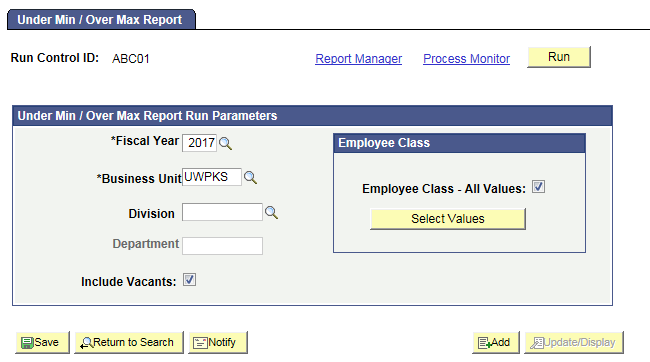 Under Min / Over Max Report
Run Control ID: ABC01 Report Manager Process Monitor Run
Under Min / Over Max Report Run Parameters
*Fiscal Year 2017
Employee Class
*Business Unit UWPKS
Employee Class - All Values:
Division
Select Values
Department
Include Vacants:
Save Return to Search Notify Add Update/Display